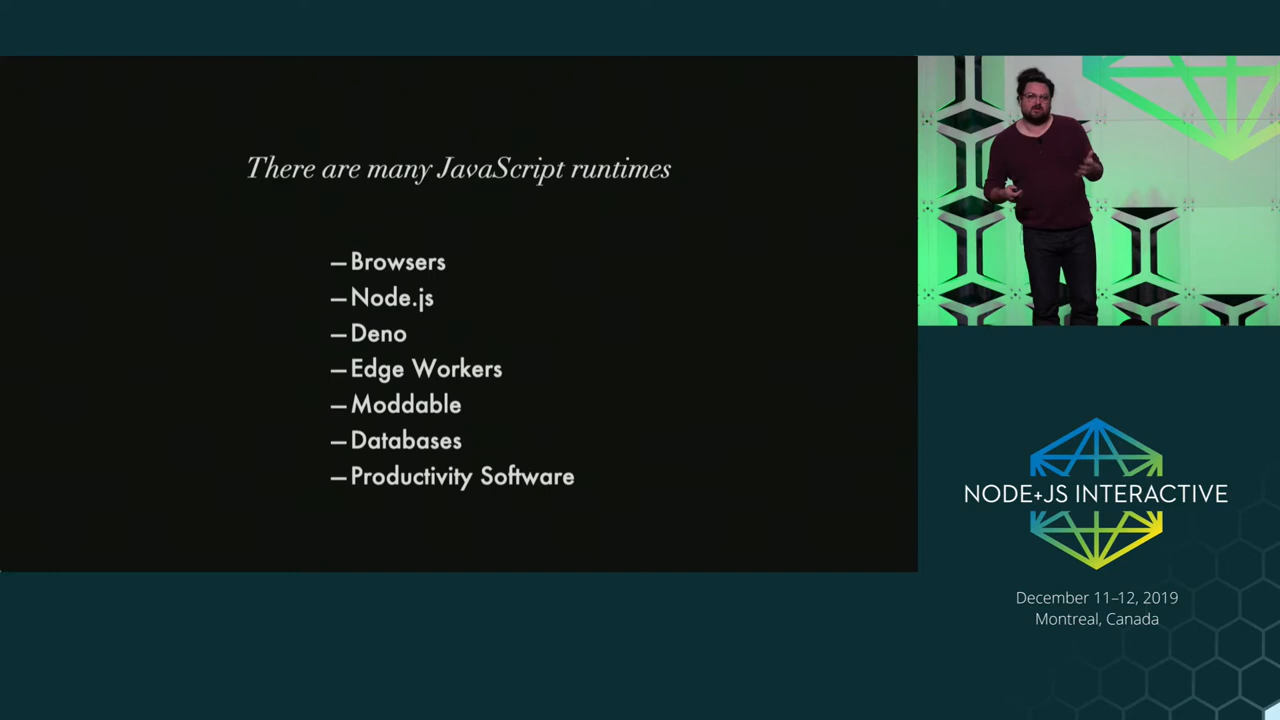 There are many JavaScript runtimes
—Browsers
—Node.js
—Deno
—Edge Workers
—Moddable
—Databases
—Productivity Software
NODE+JS INTERACTIVE
December 11–12, 2019
Montreal, Canada